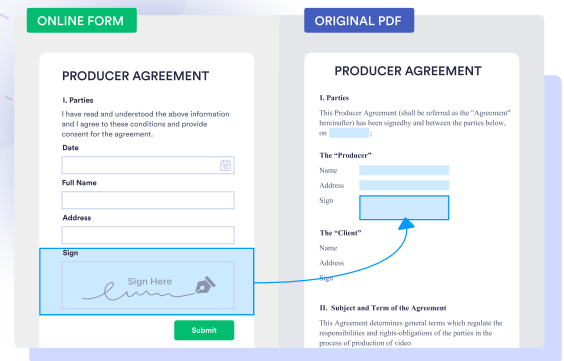 ONLINE FORM
PRODUCER AGREEMENT
I. Parties
I have read and understood the above information
and I agree to these conditions and provide
consent for the agreement.
Date
Full Name
Address
Sign
Sign Here
Submit
ORIGINAL PDF
PRODUCER AGREEMENT
I. Parties
This Producer Agreement (shall be referred as the "Agreement"
hereinafter) has been signedby and between the parties below,
on ;
The “Producer”
Name
Address
Sign
The “Client”
Name
Address
Sign
II. Subject and Term of the Agreement
This Agreement determines general terms which regulate the
responsibilities and rights-obligations of the parties in the
process of production of video